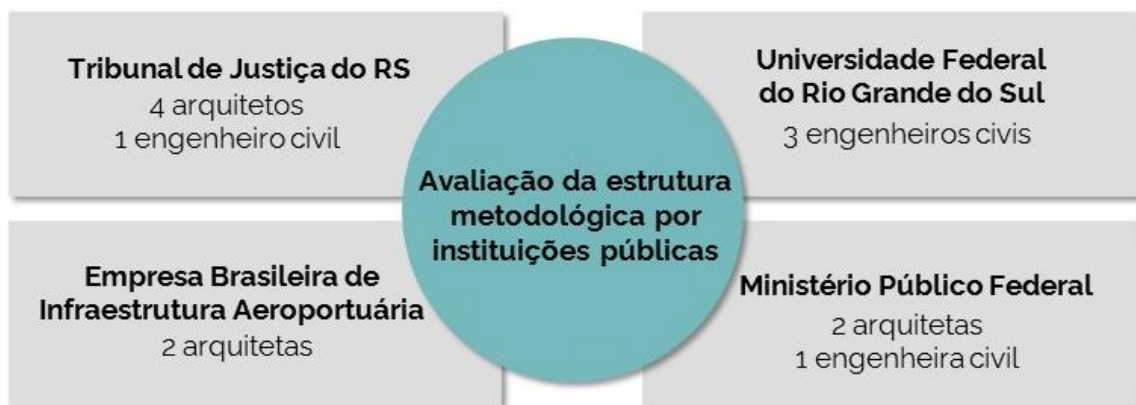 Tribunal de Justiça do RS
4 arquitetos
1 engenheiro civil
Universidade Federal
do Rio Grande do Sul
3 engenheiros civis
Avaliação da estrutura
metodológica por
instituições públicas
Empresa Brasileira de
Infraestrutura Aeroportuária
2 arquitetas
Ministério Público Federal
2 arquitetas
1 engenheira civil